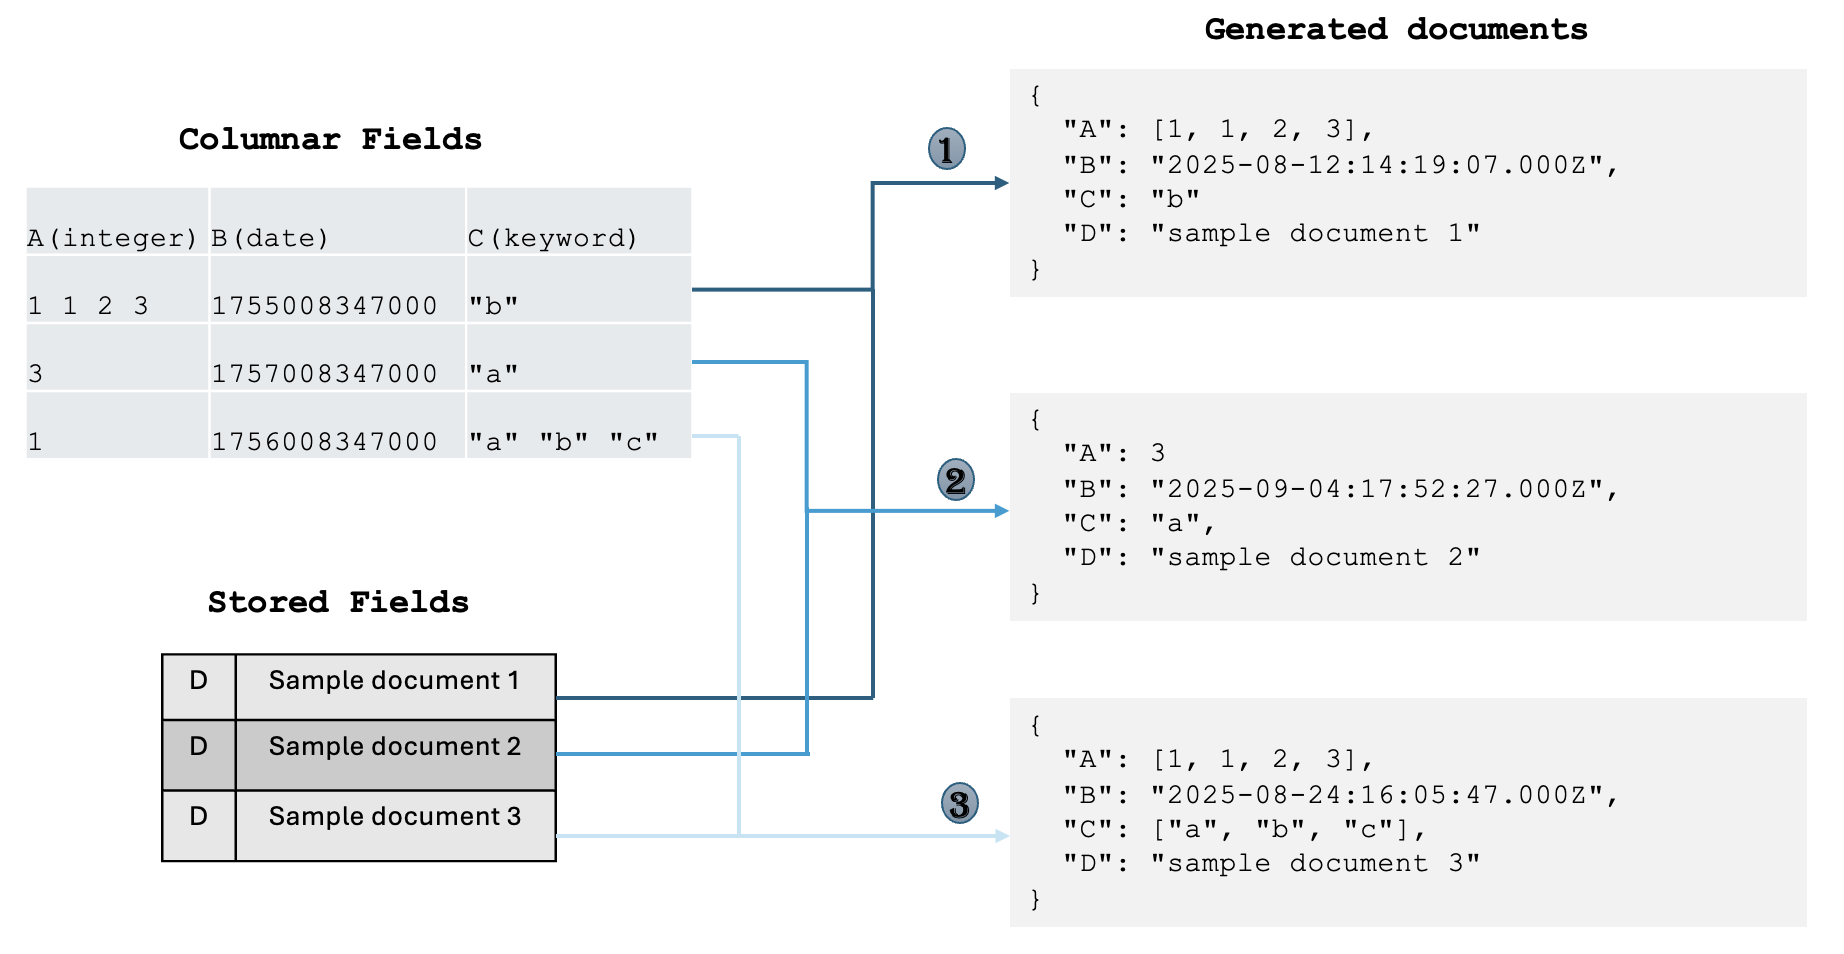 Generated documents
Columnar Fields
A(integer) B(date) C(keyword)
1 1 2 3 1755008347000 "b"
3 1757008347000 "a"
1 1756008347000 "a" "b" "c"
Stored Fields
D Sample document 1
D Sample document 2
D Sample document 3
1
{
"A": [1, 1, 2, 3],
"B": "2025-08-12:14:19:07.000Z",
"C": "b"
"D": "sample document 1"
}
2
{
"A": 3
"B": "2025-09-04:17:52:27.000Z",
"C": "a",
"D": "sample document 2"
}
3
{
"A": [1, 1, 2, 3],
"B": "2025-08-24:16:05:47.000Z",
"C": ["a", "b", "c"],
"D": "sample document 3"
}